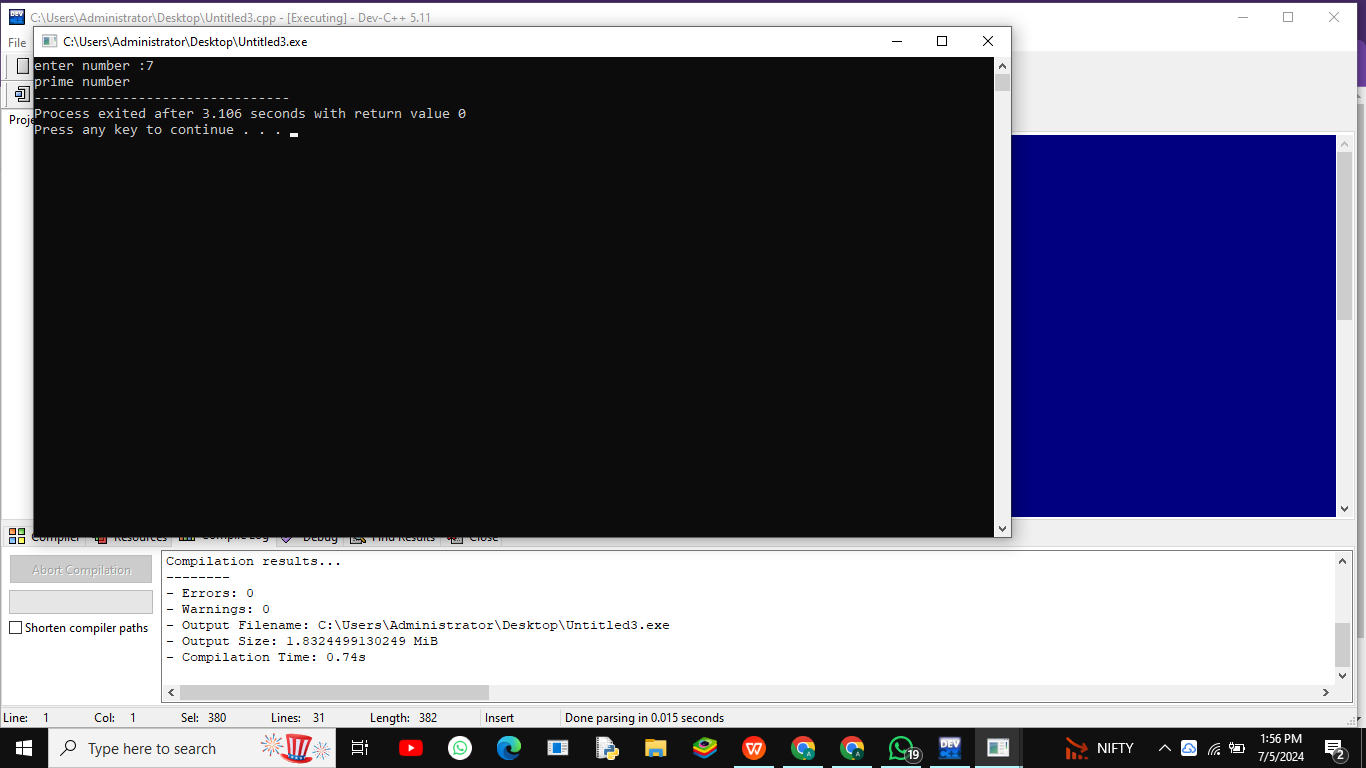 C:\Users\Administrator\Desktop\Untitled3.cpp - [Executing] - Dev-C++ 5.11
File
C:\Users\Administrator\Desktop\Untitled3.exe
enter number :7
prime number
--------------------------------
Process exited after 3.106 seconds with return value 0
Press any key to continue . . .
Proje
Compiler Resources Compile Log Debug Find Results Close
Abort Compilation
Shorten compiler paths
Compilation results...
--------
- Errors: 0
- Warnings: 0
- Output Filename: C:\Users\Administrator\Desktop\Untitled3.exe
- Output Size: 1.8324499130249 MiB
- Compilation Time: 0.74s
Line: 1 Col: 1 Sel: 380 Lines: 31 Length: 382 Insert Done parsing in 0.015 seconds
Type here to search
19
DEV
NIFTY
1:56 PM
7/5/2024
2